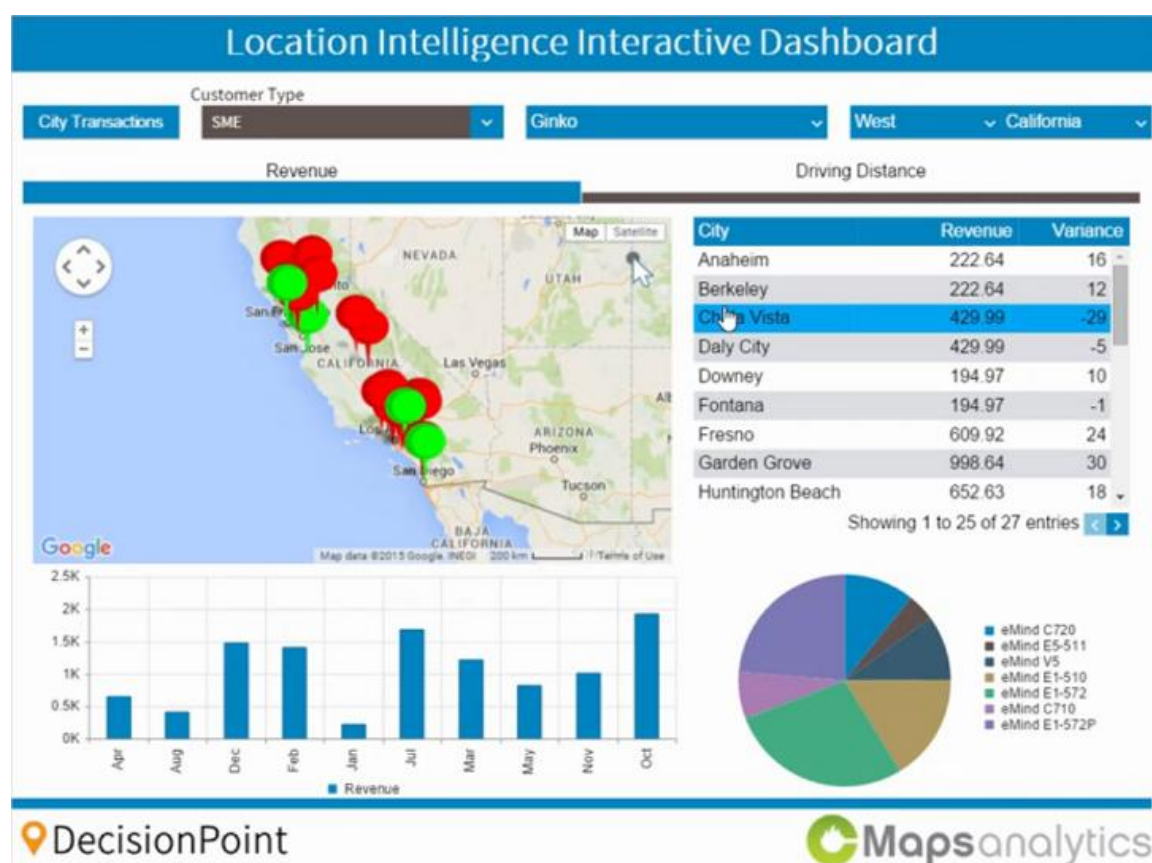 Location Intelligence Interactive Dashboard
Customer Type
City Transactions SME Ginko West California
Revenue Driving Distance
Map Satellite
NEVADA
UTAH
San Jose
CALIFORNIA
Las Vegas
ARIZONA
Phoenix
San Diego
Tucson
BAJA
CALIFORNIA
Google
Map data ©2015 Google, INEGI 200 km Terms of Use
City Revenue Variance
Anaheim 222.64 16
Berkeley 222.64 12
Chula Vista 429.99 -29
Daly City 429.99 -5
Downey 194.97 10
Fontana 194.97 -1
Fresno 609.92 24
Garden Grove 998.64 30
Huntington Beach 652.63 18
Showing 1 to 25 of 27 entries
2.5K
2K
1.5K
1K
0.5K
0K
Apr Aug Dec Feb Jan Jul Mar May Nov Oct
Revenue
eMind C720
eMind E5-511
eMind V5
eMind E1-510
eMind E1-572
eMind C710
eMind E1-572P
DecisionPoint
Mapsanalytics